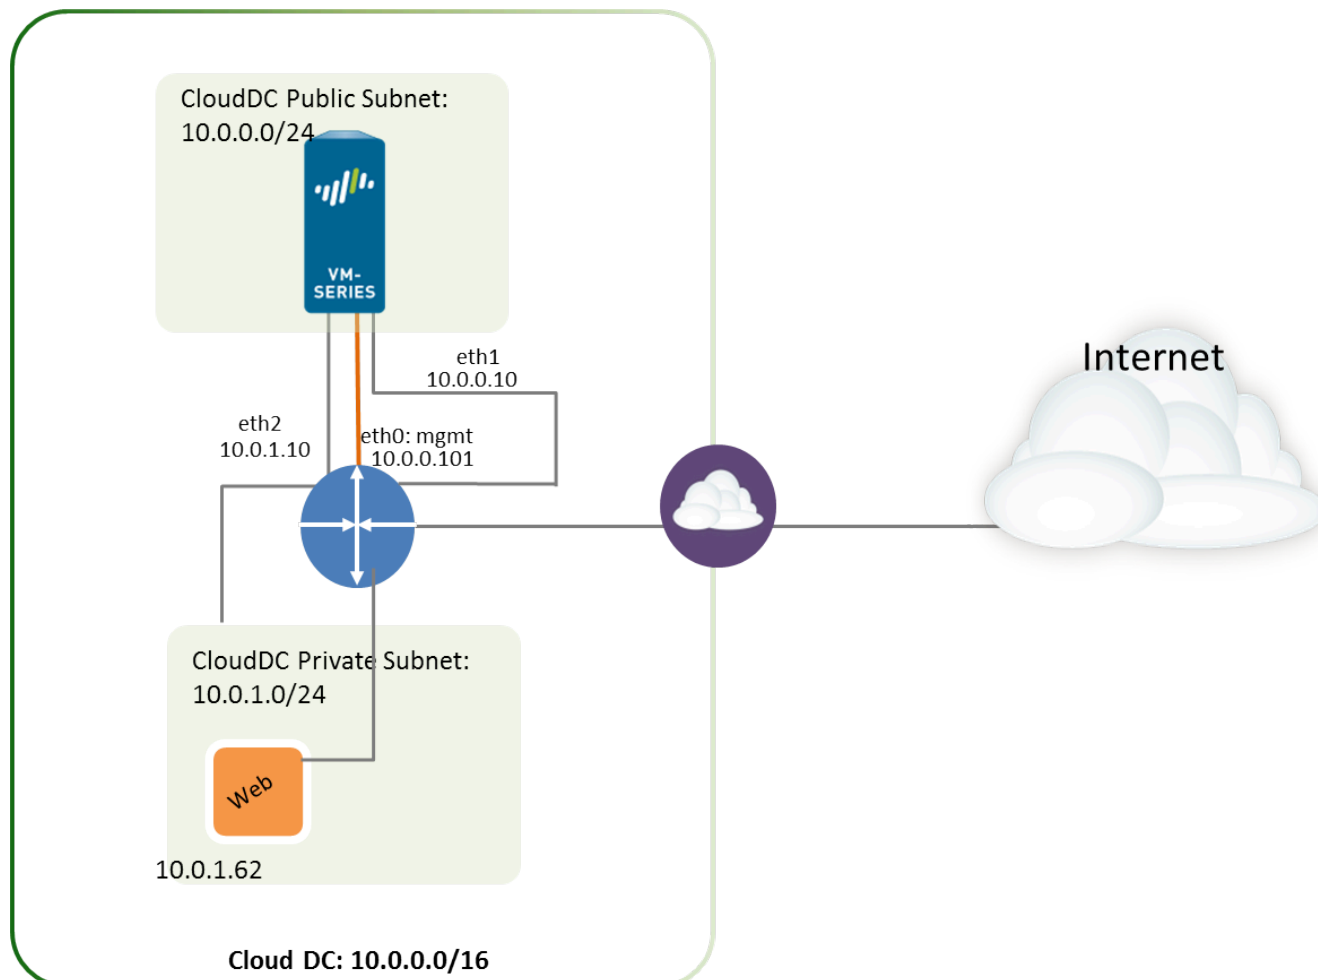 CloudDC Public Subnet:
10.0.0.0/24
VM-
SERIES
eth1
10.0.0.10
eth2
10.0.1.10
eth0: mgmt
10.0.0.101
Internet
CloudDC Private Subnet:
10.0.1.0/24
Web
10.0.1.62
Cloud DC: 10.0.0.0/16